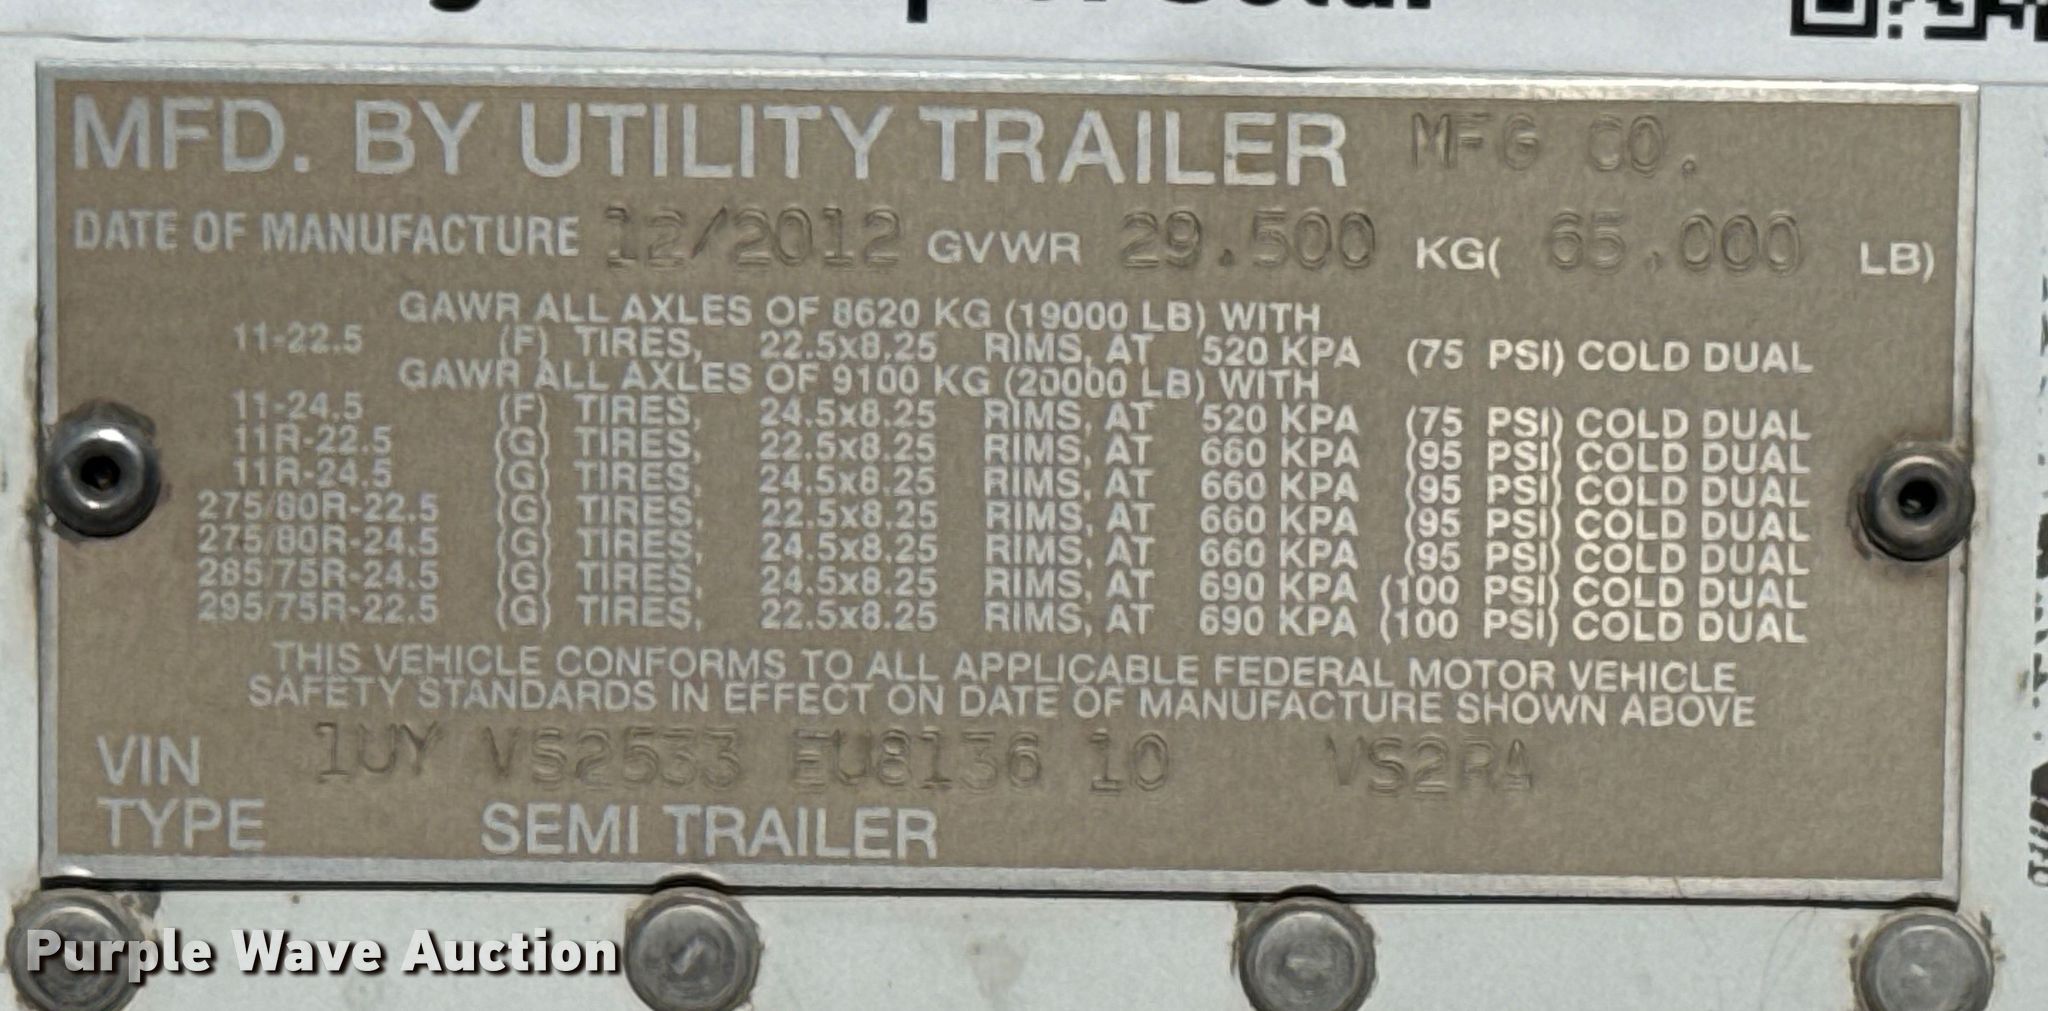 MFD. BY UTILITY TRAILER MFG CO.
DATE OF MANUFACTURE 12/2012 GVWR 29.500 KG( 65,000 LB)
GAWR ALL AXLES OF 8620 KG (19000 LB) WITH
11-22.5 (F) TIRES, 22.5x8.25 RIMS, AT 520 KPA (75 PSI) COLD DUAL
GAWR ALL AXLES OF 9100 KG (20000 LB) WITH
11-24.5 (F) TIRES, 24.5x8.25 RIMS, AT 520 KPA (75 PSI) COLD DUAL
11R-22.5 (G) TIRES, 22.5x8.25 RIMS, AT 660 KPA (95 PSI) COLD DUAL
11R-24.5 (G) TIRES, 24.5x8.25 RIMS, AT 660 KPA (95 PSI) COLD DUAL
275/80R-22.5 (G) TIRES, 22.5x8.25 RIMS, AT 660 KPA (95 PSI) COLD DUAL
275/80R-24.5 (G) TIRES, 24.5x8.25 RIMS, AT 660 KPA (95 PSI) COLD DUAL
285/75R-24.5 (G) TIRES, 24.5x8.25 RIMS, AT 690 KPA (100 PSI) COLD DUAL
295/75R-22.5 (G) TIRES, 22.5x8.25 RIMS, AT 690 KPA (100 PSI) COLD DUAL
THIS VEHICLE CONFORMS TO ALL APPLICABLE FEDERAL MOTOR VEHICLE
SAFETY STANDARDS IN EFFECT ON DATE OF MANUFACTURE SHOWN ABOVE
VIN 1UY VS2533 EU8136 10 VS2RA
TYPE SEMI TRAILER
Purple Wave Auction